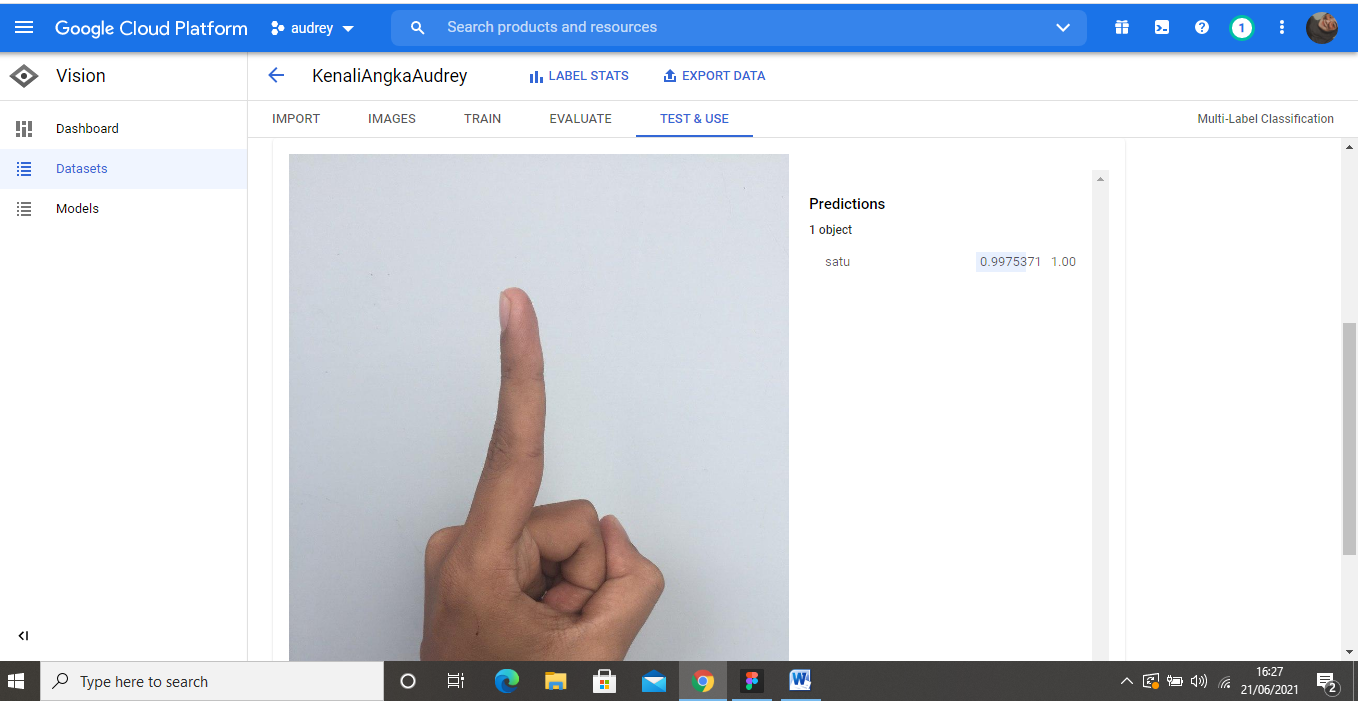 Google Cloud Platform audrey Search products and resources 1
Vision KenaliAngkaAudrey LABEL STATS EXPORT DATA
IMPORT IMAGES TRAIN EVALUATE TEST & USE Multi-Label Classification
Dashboard
Datasets
Models
Predictions
1 object
satu 0.9975371 1.00
Type here to search
16:27
21/06/2021
2